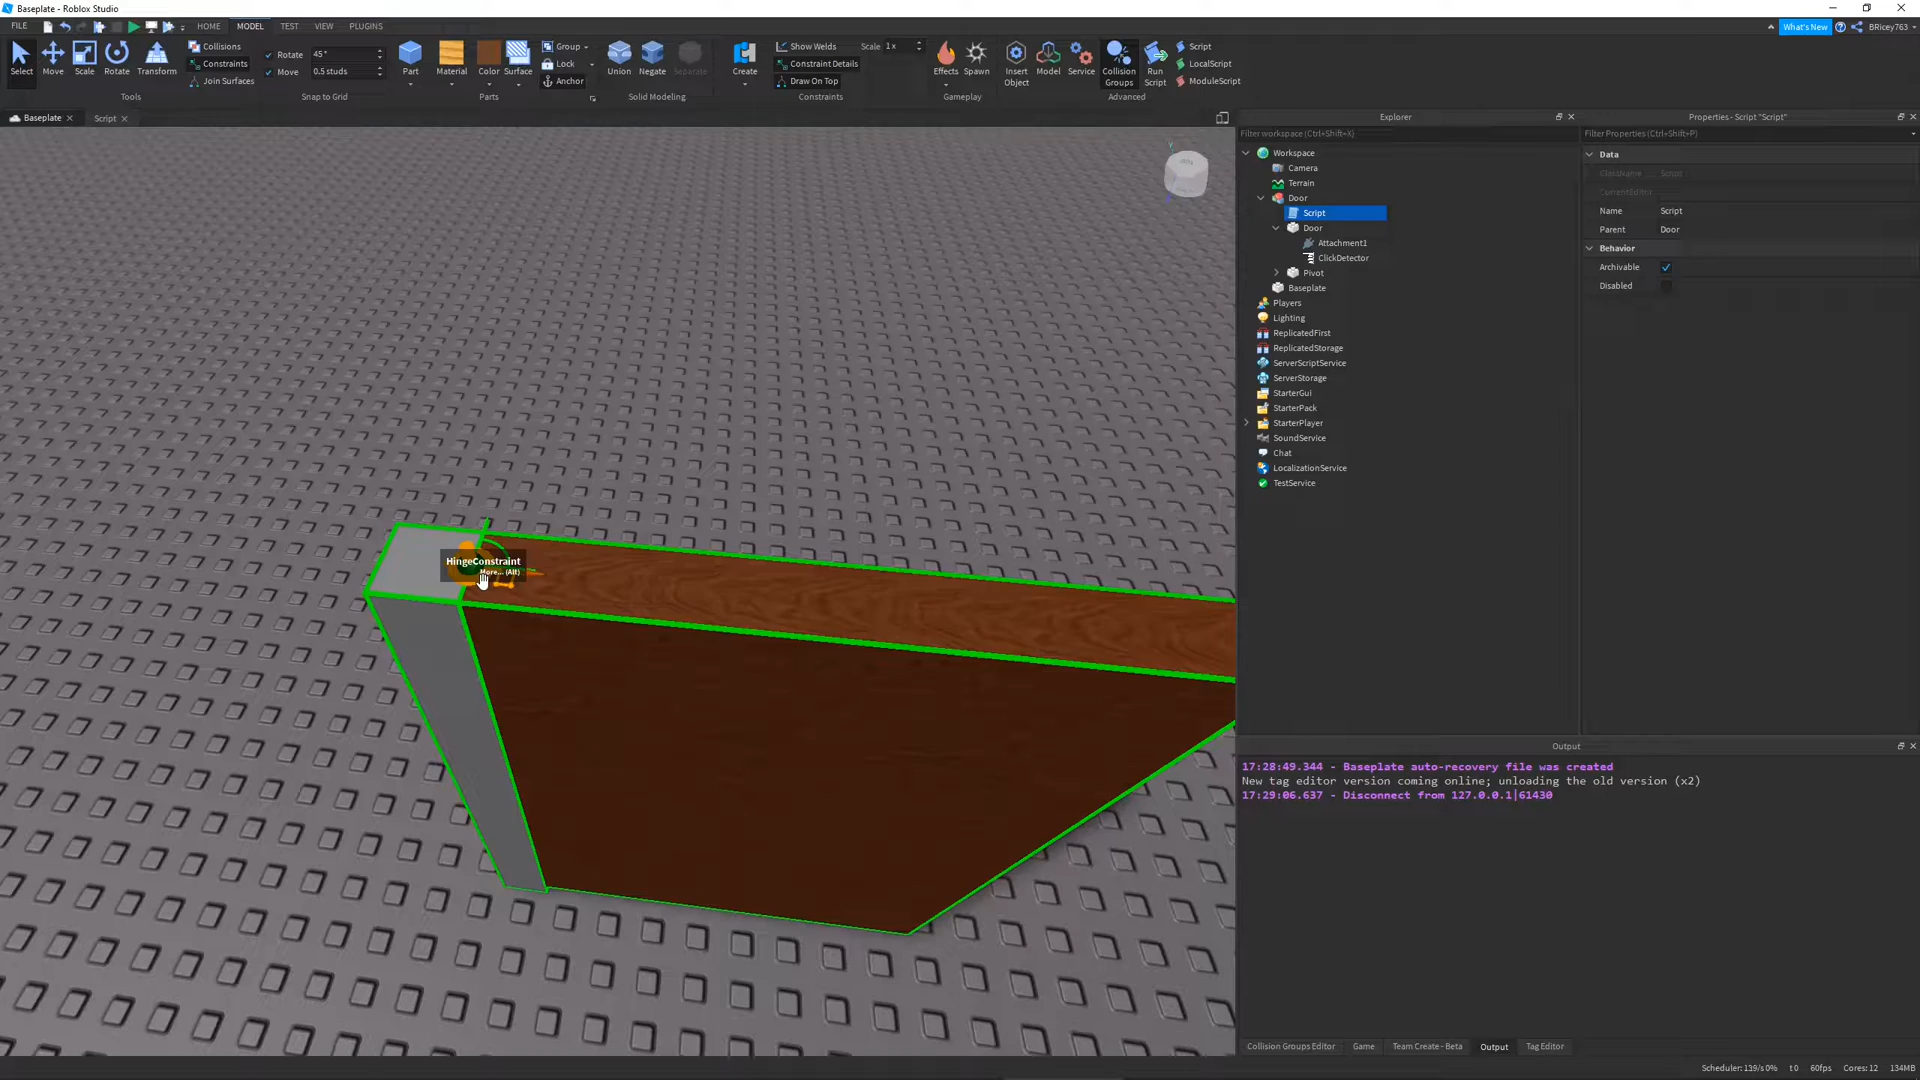 Baseplate - Roblox Studio
FILE
HOME
MODEL
TEST
VIEW
PLUGINS
What's New
BRicey763
Select
Move
Scale
Rotate
Transform
Collisions
Constraints
Join Surfaces
Tools
Rotate
45°
Move
0.5 studs
Snap to Grid
Part
Material
Color
Surface
Group
Lock
Anchor
Parts
Union
Negate
Separate
Solid Modeling
Create
Show Welds
Scale
1x
Constraint Details
Draw On Top
Constraints
Effects
Spawn
Gameplay
Insert Object
Model
Service
Collision Groups
Run Script
Script
LocalScript
ModuleScript
Advanced
Baseplate
Script
HingeConstraint
More... (Alt)
Explorer
Filter workspace (Ctrl+Shift+X)
Workspace
Camera
Terrain
Door
Script
Door
Attachment1
ClickDetector
Pivot
Baseplate
Players
Lighting
ReplicatedFirst
ReplicatedStorage
ServerScriptService
ServerStorage
StarterGui
StarterPack
StarterPlayer
SoundService
Chat
LocalizationService
TestService
Properties - Script "Script"
Filter Properties (Ctrl+Shift+P)
Data
ClassName
Script
CurrentEditor
Name
Script
Parent
Door
Behavior
Archivable
Disabled
Output
17:28:49.344 - Baseplate auto-recovery file was created
New tag editor version coming online; unloading the old version (x2)
17:29:06.637 - Disconnect from 127.0.0.1|61430
Collision Groups Editor
Game
Team Create - Beta
Output
Tag Editor
Scheduler: 139/s 0%
t 0
60fps
Cores: 12
134MB